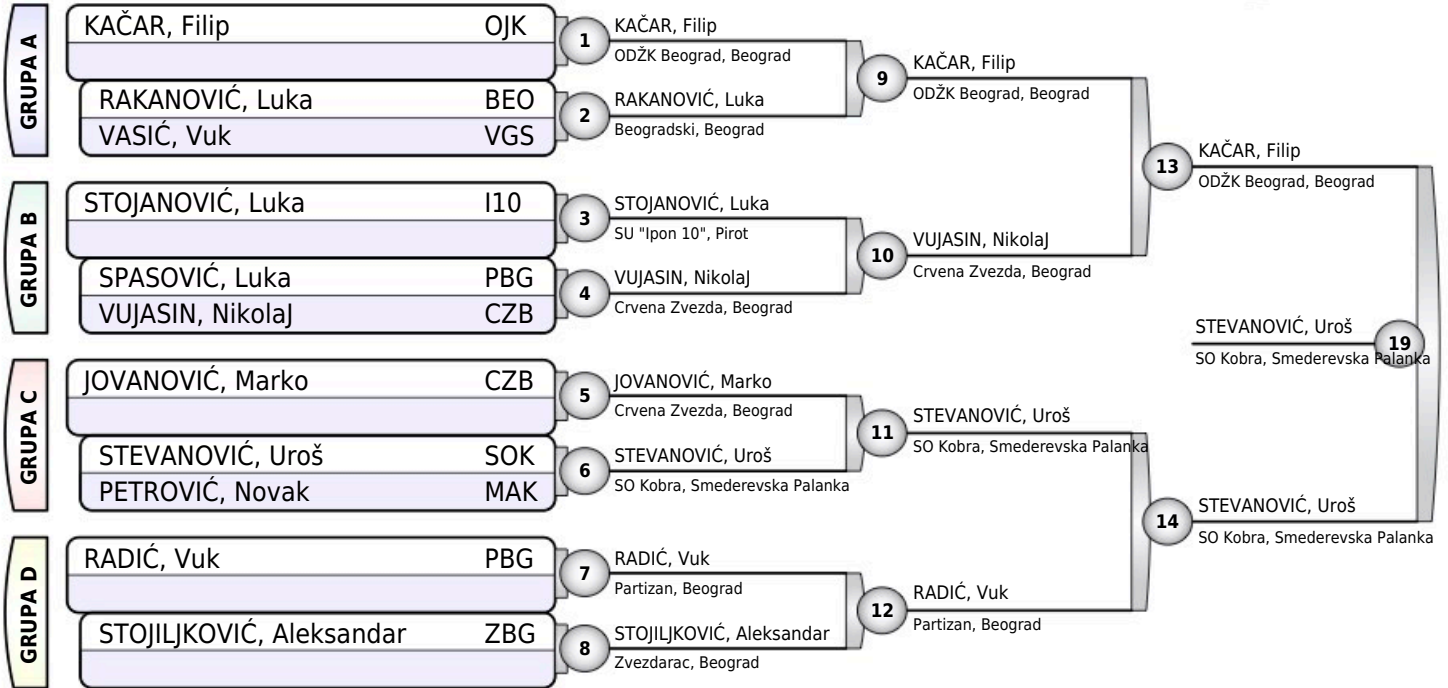 GRUPA A
KAČAR, Filip OJK
RAKANOVIĆ, Luka BEO
VASIĆ, Vuk VGS
GRUPA B
STOJANOVIĆ, Luka I10
SPASOVIĆ, Luka PBG
VUJASIN, NikolaJ CZB
GRUPA C
JOVANOVIĆ, Marko CZB
STEVANOVIĆ, Uroš SOK
PETROVIĆ, Novak MAK
GRUPA D
RADIĆ, Vuk PBG
STOJILJKOVIĆ, Aleksandar ZBG
1
KAČAR, Filip
ODŽK Beograd, Beograd
2
RAKANOVIĆ, Luka
Beogradski, Beograd
3
STOJANOVIĆ, Luka
SU "Ipon 10", Pirot
4
VUJASIN, NikolaJ
Crvena Zvezda, Beograd
5
JOVANOVIĆ, Marko
Crvena Zvezda, Beograd
6
STEVANOVIĆ, Uroš
SO Kobra, Smederevska Palanka
7
RADIĆ, Vuk
Partizan, Beograd
8
STOJILJKOVIĆ, Aleksandar
Zvezdarac, Beograd
9
KAČAR, Filip
ODŽK Beograd, Beograd
10
VUJASIN, NikolaJ
Crvena Zvezda, Beograd
11
STEVANOVIĆ, Uroš
SO Kobra, Smederevska Palanka
12
RADIĆ, Vuk
Partizan, Beograd
13
KAČAR, Filip
ODŽK Beograd, Beograd
14
STEVANOVIĆ, Uroš
SO Kobra, Smederevska Palanka
STEVANOVIĆ, Uroš
19
SO Kobra, Smederevska Palanka